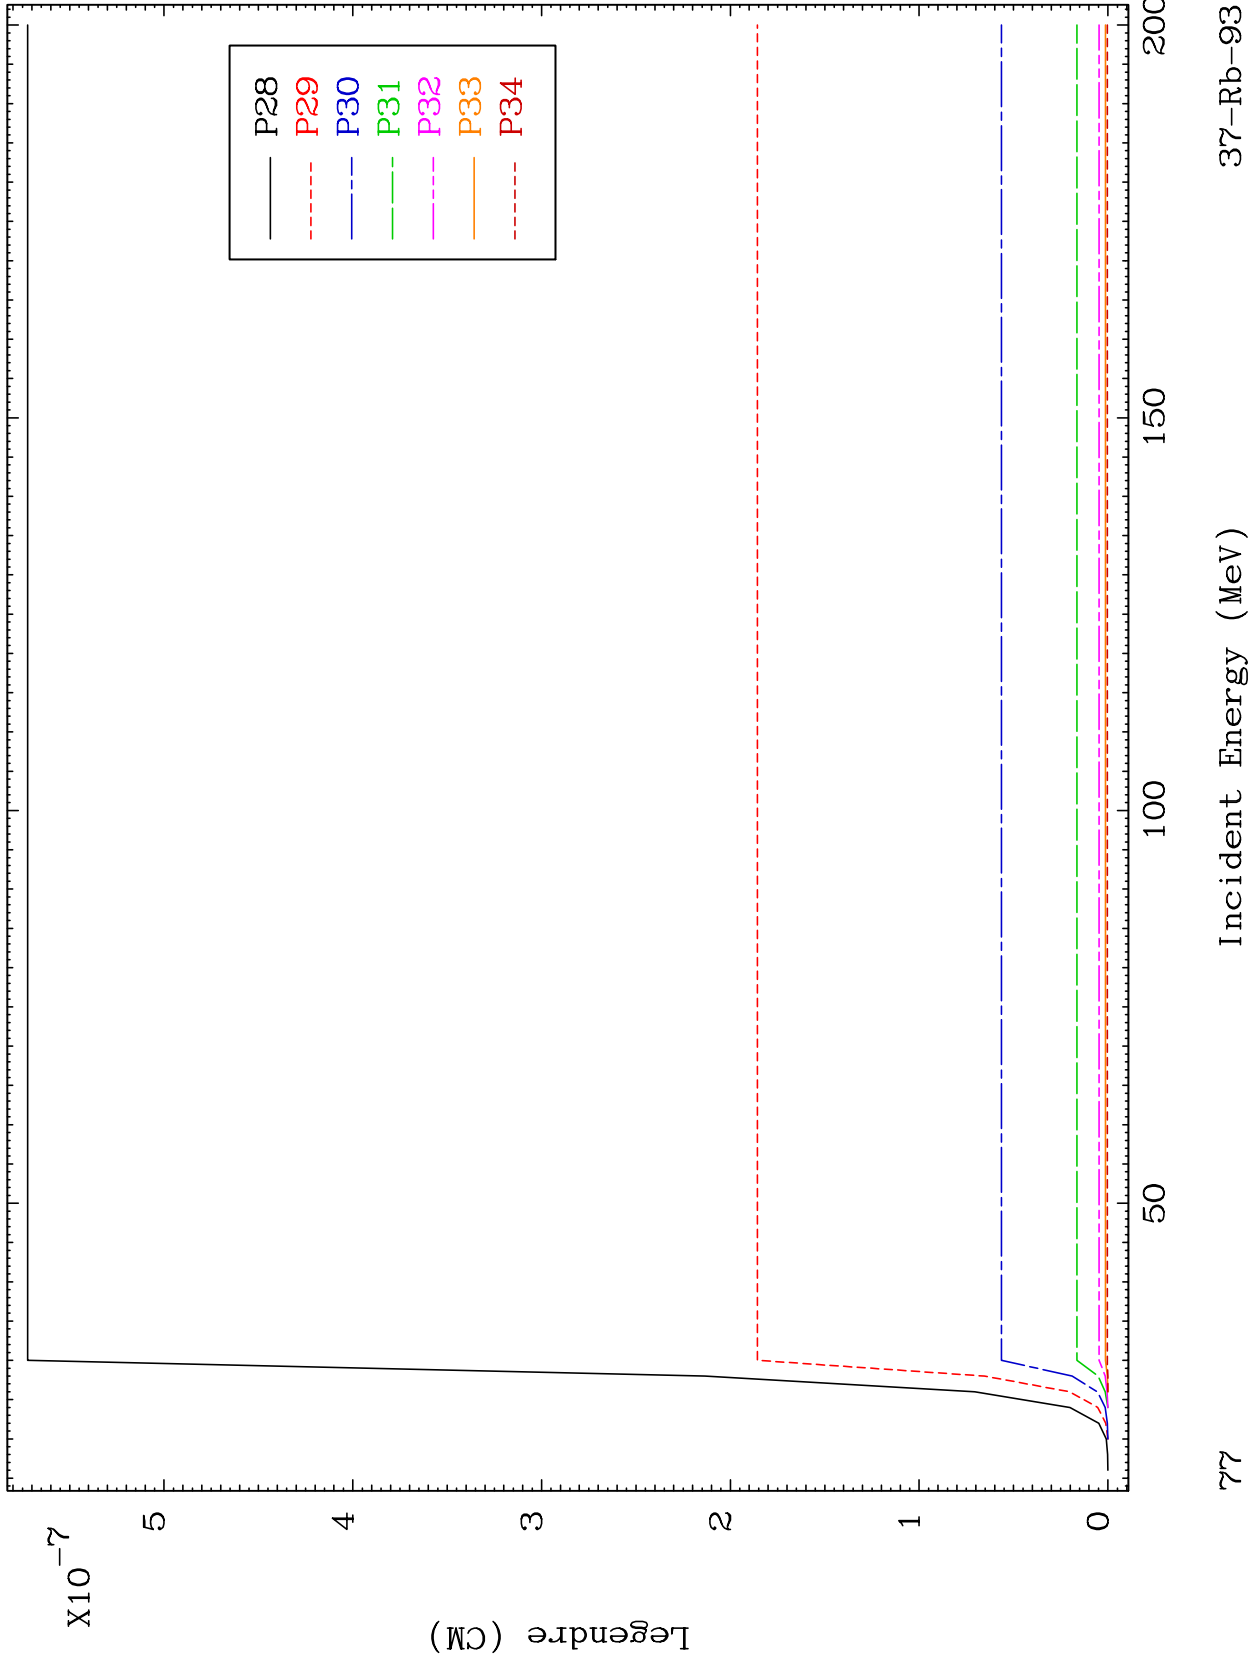 X10-7
5
4
3
2
1
0
Legendre (CM)
P28
P29
P30
P31
P32
P33
P34
50
100
150
200
77
Incident Energy (MeV)
37-Rb-93